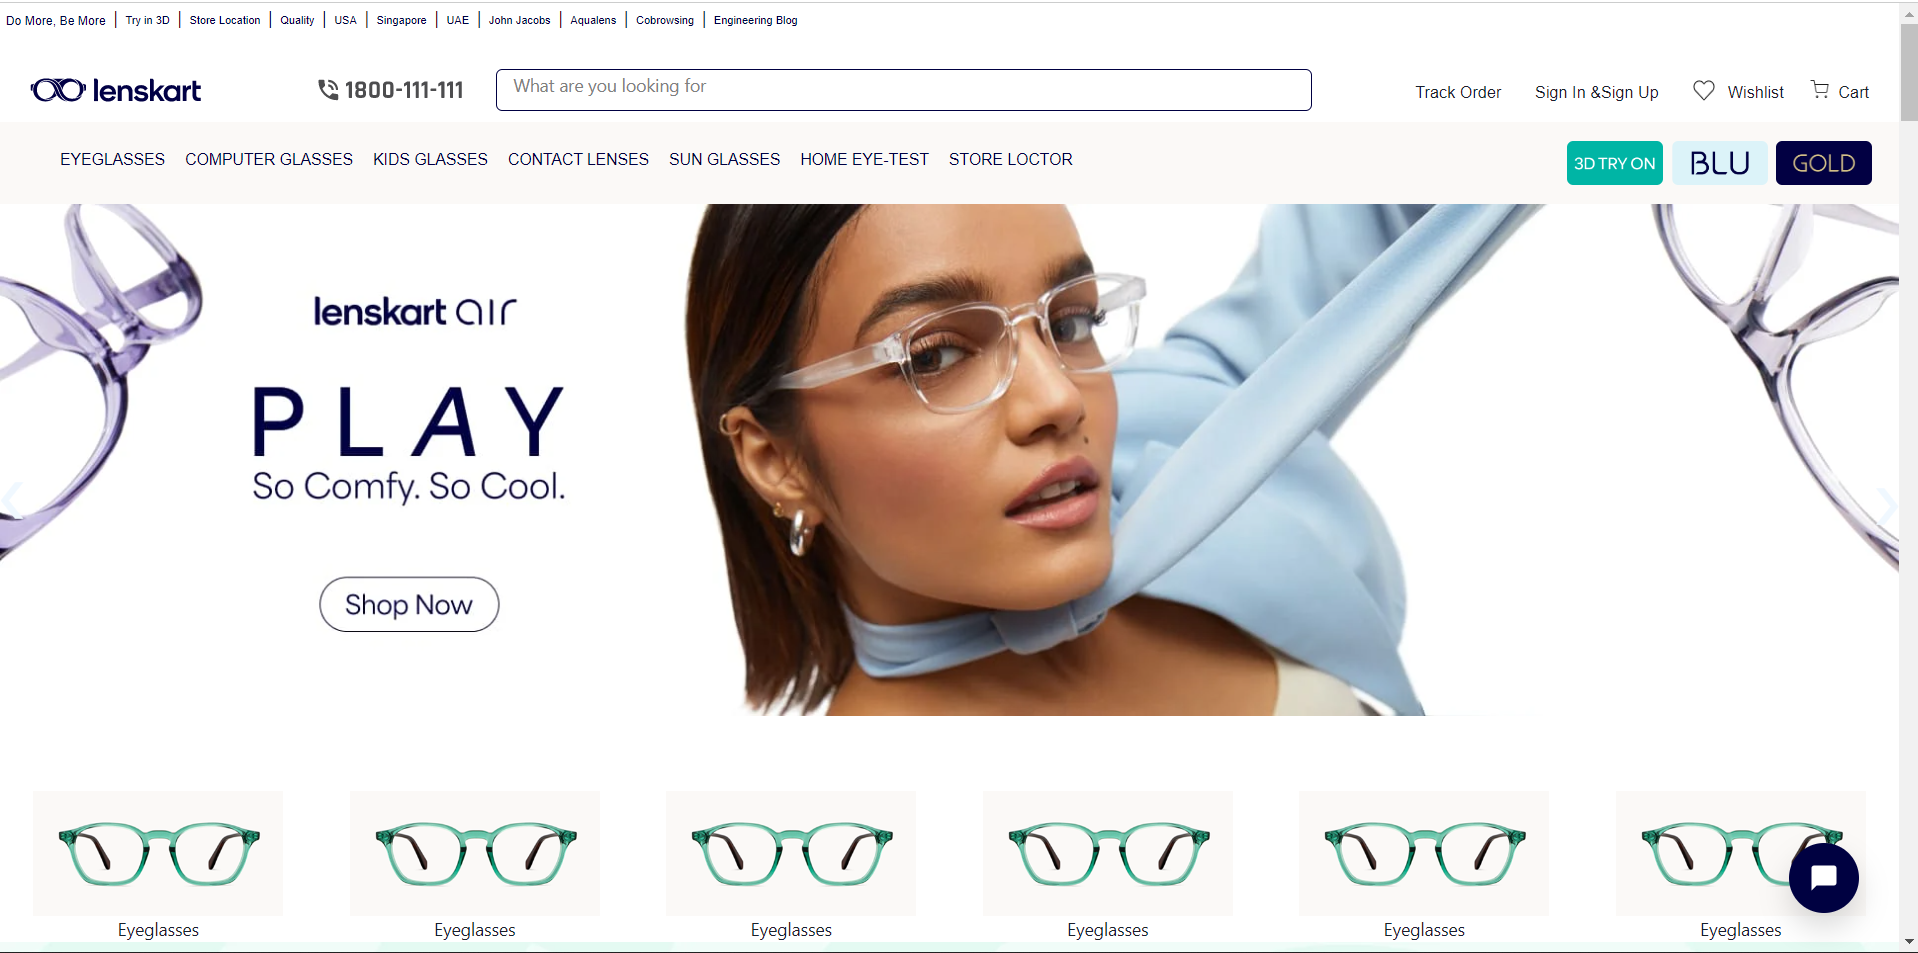 Do More, Be More | Try in 3D | Store Location | Quality | USA | Singapore | UAE | John Jacobs | Aqualens | Cobrowsing | Engineering Blog
lenskart 1800-111-111 What are you looking for Track Order Sign In &Sign Up Wishlist Cart
EYEGLASSES COMPUTER GLASSES KIDS GLASSES CONTACT LENSES SUN GLASSES HOME EYE-TEST STORE LOCTOR 3D TRY ON BLU GOLD
lenskart air
PLAY
So Comfy. So Cool.
Shop Now
Eyeglasses Eyeglasses Eyeglasses Eyeglasses Eyeglasses Eyeglasses